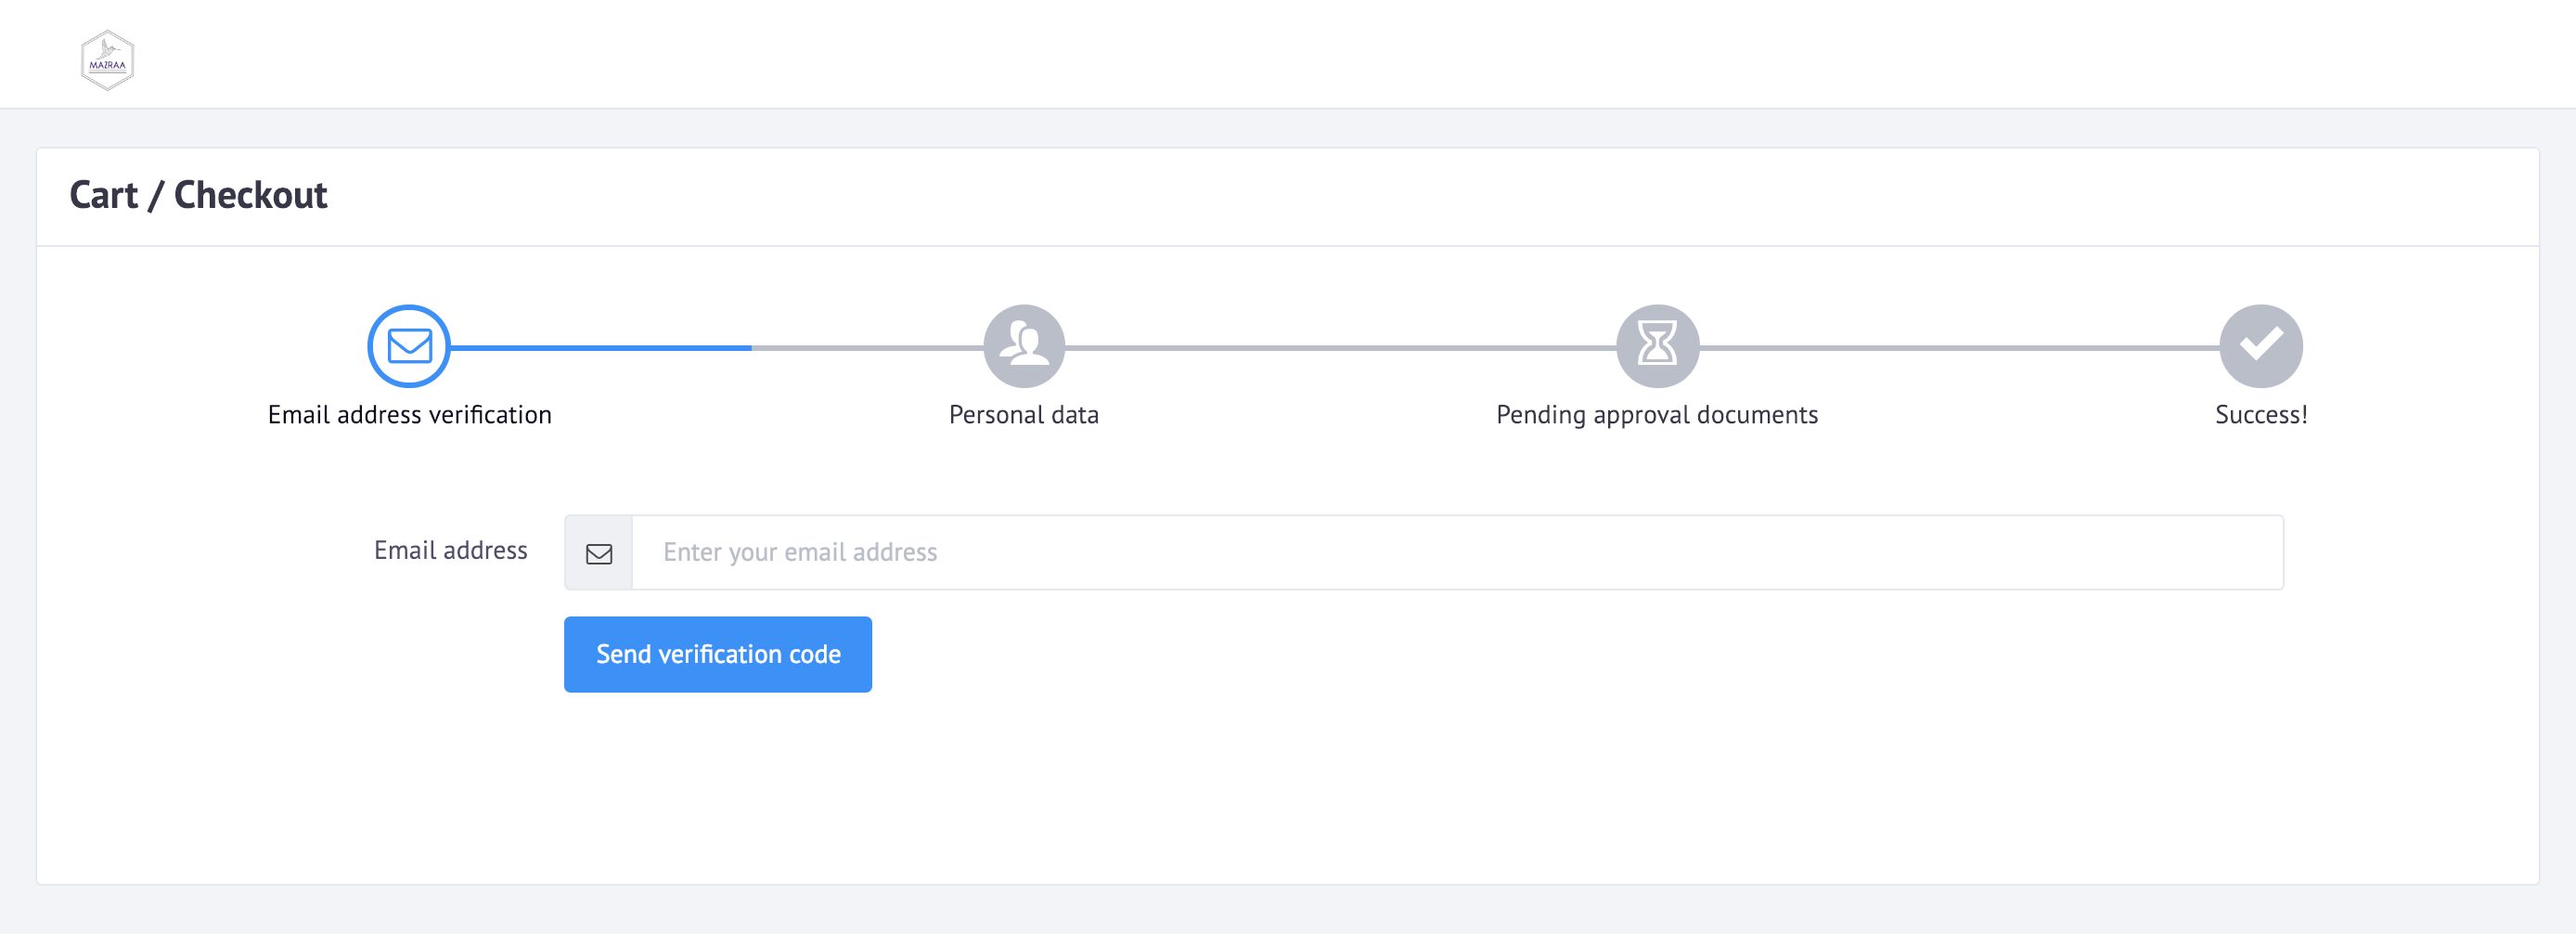 MAZRAA
Cart / Checkout
Email address verification
Personal data
Pending approval documents
Success!
Email address
Enter your email address
Send verification code